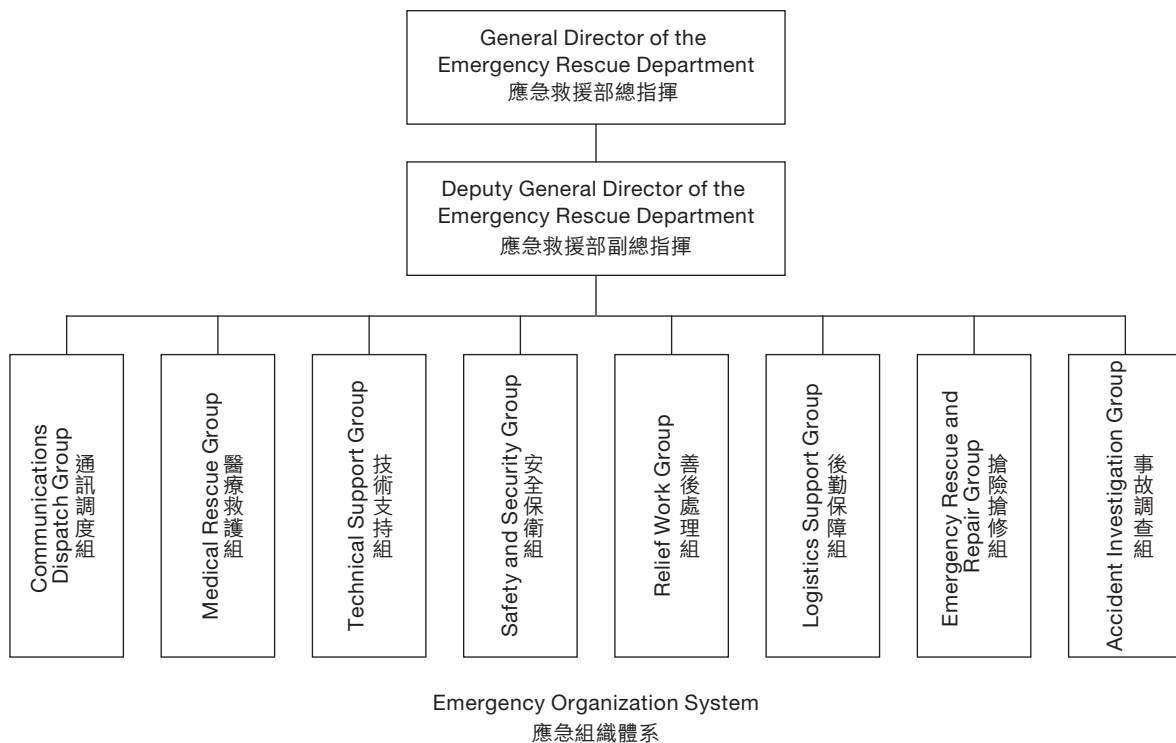 General Director of the
Emergency Rescue Department
應急救援部總指揮
Deputy General Director of the
Emergency Rescue Department
應急救援部副總指揮
Communications
Dispatch Group
通訊調度組
Medical Rescue Group
醫療救護組
Technical Support Group
技術支持組
Safety and Security Group
安全保衛組
Relief Work Group
善後處理組
Logistics Support Group
後勤保障組
Emergency Rescue and
Repair Group
搶險搶修組
Accident Investigation Group
事故調查組
Emergency Organization System
應急組織體系